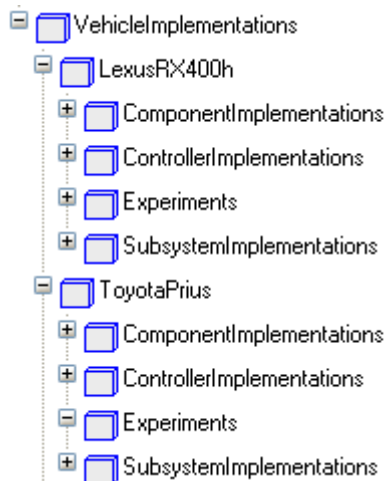 VehicleImplementations
LexusRX400h
ComponentImplementations
ControllerImplementations
Experiments
SubsystemImplementations
ToyotaPrius
ComponentImplementations
ControllerImplementations
Experiments
SubsystemImplementations